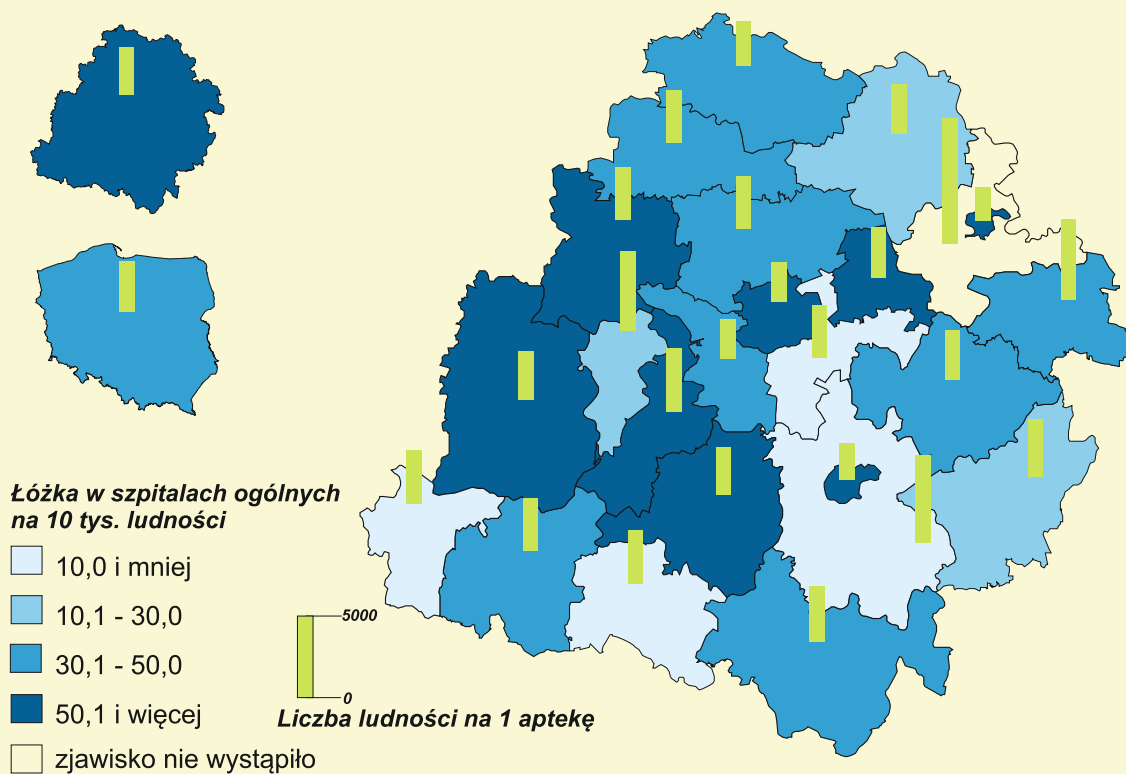 Łóżka w szpitalach ogólnych
na 10 tys. ludności
10,0 i mniej
10,1 - 30,0
30,1 - 50,0
50,1 i więcej
zjawisko nie wystąpiło
5000
0
Liczba ludności na 1 aptekę